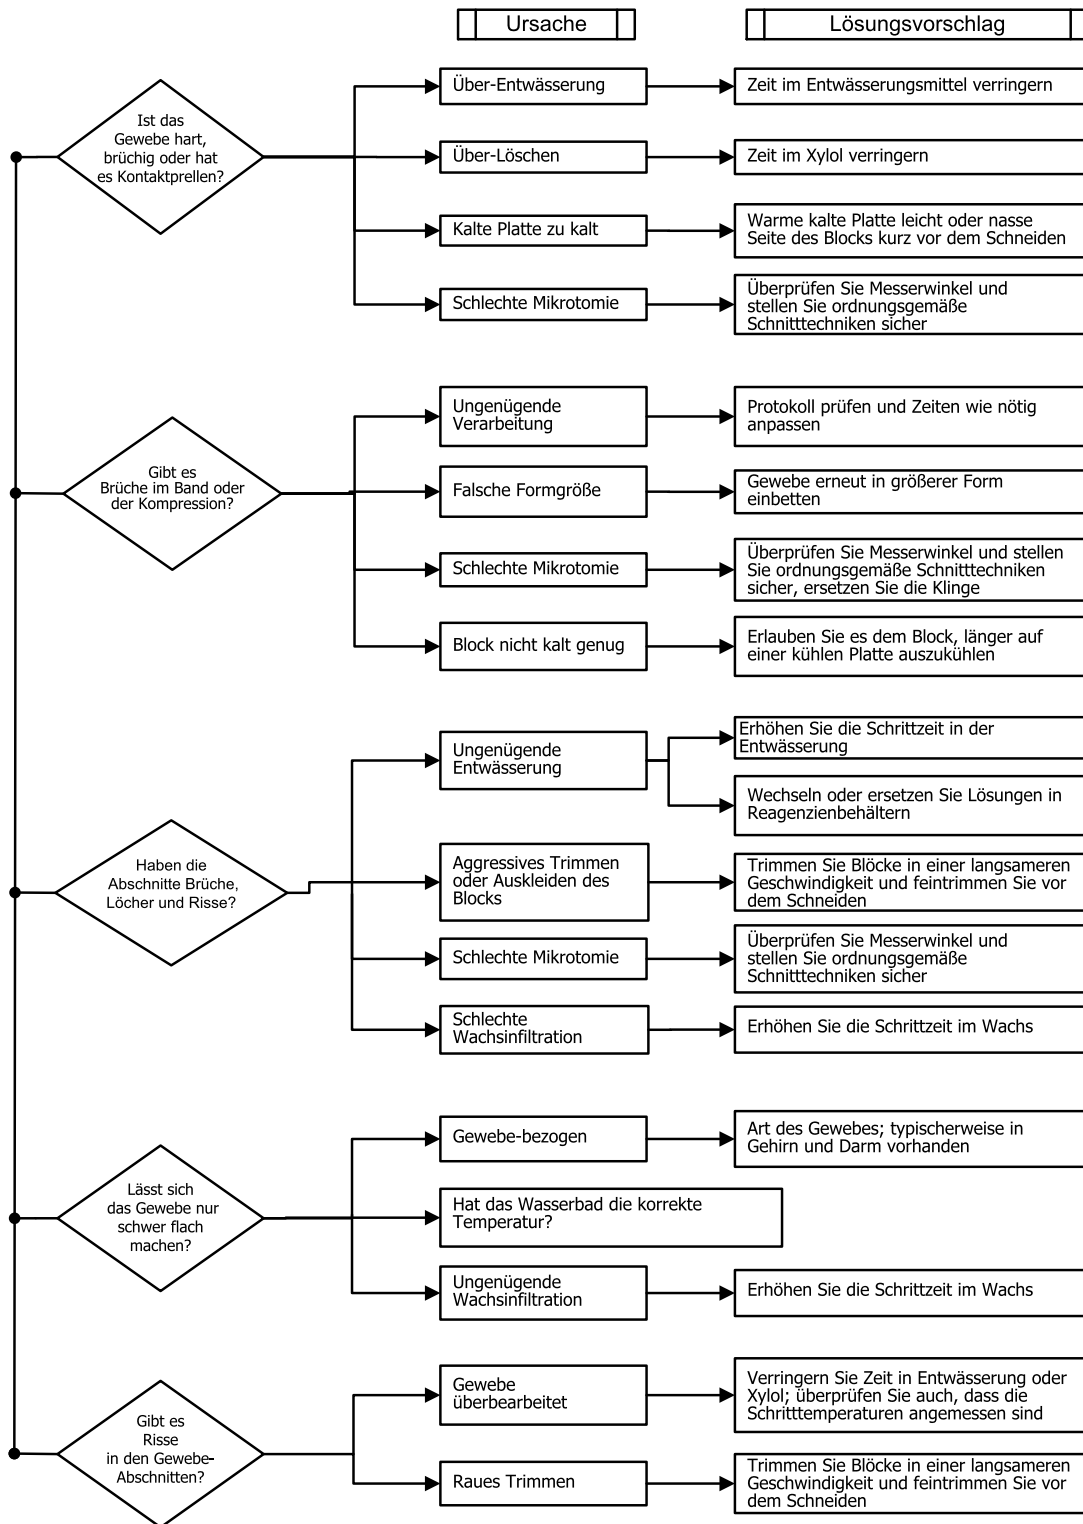 Ursache
Lösungsvorschlag
Ist das
Gewebe hart,
brüchig oder hat
es Kontaktprellen?
Über-Entwässerung
Zeit im Entwässerungsmittel verringern
Über-Löschen
Zeit im Xylol verringern
Kalte Platte zu kalt
Warme kalte Platte leicht oder nasse
Seite des Blocks kurz vor dem Schneiden
Schlechte Mikrotomie
Überprüfen Sie Messerwinkel und
stellen Sie ordnungsgemäße
Schnitttechniken sicher
Gibt es
Brüche im Band oder
der Kompression?
Ungenügende
Verarbeitung
Protokoll prüfen und Zeiten wie nötig
anpassen
Falsche Formgröße
Gewebe erneut in größerer Form
einbetten
Schlechte Mikrotomie
Überprüfen Sie Messerwinkel und stellen
Sie ordnungsgemäße Schnitttechniken
sicher, ersetzen Sie die Klinge
Block nicht kalt genug
Erlauben Sie es dem Block, länger auf
einer kühlen Platte auszukühlen
Haben die
Abschnitte Brüche,
Löcher und Risse?
Ungenügende
Entwässerung
Erhöhen Sie die Schrittzeit in der
Entwässerung
Wechseln oder ersetzen Sie Lösungen in
Reagenzienbehältern
Aggressives Trimmen
oder Auskleiden des
Blocks
Trimmen Sie Blöcke in einer langsameren
Geschwindigkeit und feintrimmen Sie vor
dem Schneiden
Schlechte Mikrotomie
Überprüfen Sie Messerwinkel und
stellen Sie ordnungsgemäße
Schnitttechniken sicher
Schlechte
Wachsinfiltration
Erhöhen Sie die Schrittzeit im Wachs
Lässt sich
das Gewebe nur
schwer flach
machen?
Gewebe-bezogen
Art des Gewebes; typischerweise in
Gehirn und Darm vorhanden
Hat das Wasserbad die korrekte
Temperatur?
Ungenügende
Wachsinfiltration
Erhöhen Sie die Schrittzeit im Wachs
Gibt es
Risse
in den Gewebe-
Abschnitten?
Gewebe
überbearbeitet
Verringern Sie Zeit in Entwässerung oder
Xylol; überprüfen Sie auch, dass die
Schritttemperaturen angemessen sind
Raues Trimmen
Trimmen Sie Blöcke in einer langsameren
Geschwindigkeit und feintrimmen Sie vor
dem Schneiden